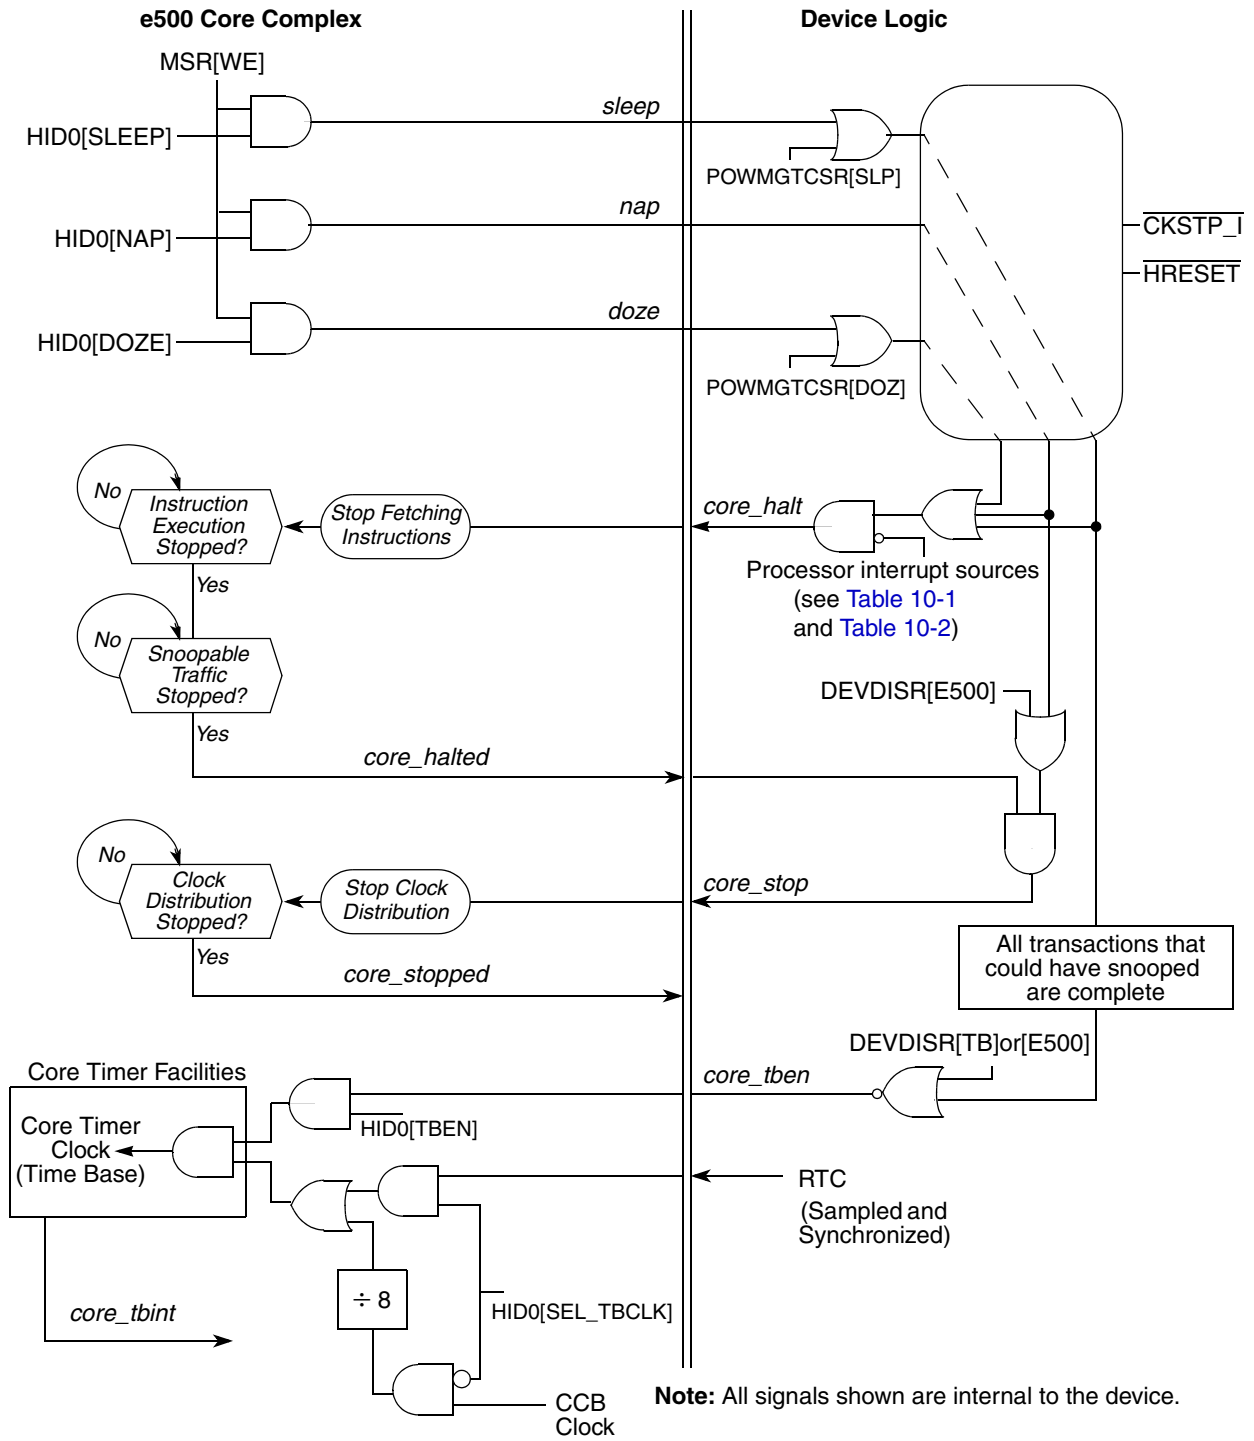 e500 Core Complex
Device Logic
MSR[WE]
sleep
HID0[SLEEP]
POWMGTCSR[SLP]
nap
HID0[NAP]
CKSTP_I
HRESET
doze
HID0[DOZE]
POWMGTCSR[DOZ]
No
Instruction
Execution
Stopped?
Stop Fetching
Instructions
core_halt
Yes
Processor interrupt sources
(see Table 10-1
and Table 10-2)
No
Snoopable
Traffic
Stopped?
DEVDISR[E500]
Yes
core_halted
No
Clock
Distribution
Stopped?
Stop Clock
Distribution
core_stop
Yes
core_stopped
All transactions that
could have snooped
are complete
DEVDISR[TB]or[E500]
Core Timer Facilities
core_tben
Core Timer
Clock
(Time Base)
HID0[TBEN]
RTC
(Sampled and
Synchronized)
÷ 8
core_tbint
HID0[SEL_TBCLK]
CCB
Clock
Note: All signals shown are internal to the device.